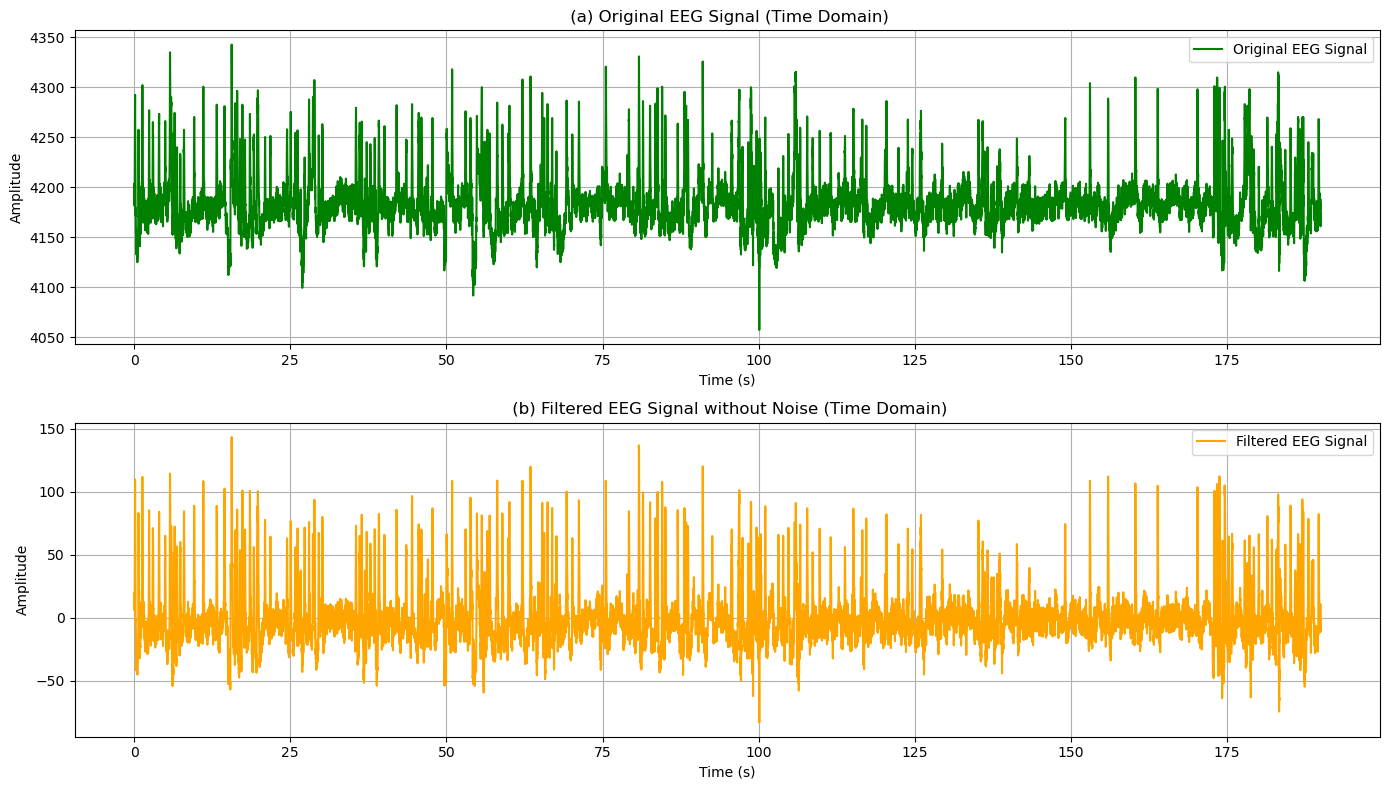 (a) Original EEG Signal (Time Domain)
4350
4300
4250
4200
4150
4100
4050
Amplitude
Original EEG Signal
0 25 50 75 100 125 150 175
Time (s)
(b) Filtered EEG Signal without Noise (Time Domain)
150
100
50
0
−50
Amplitude
Filtered EEG Signal
0 25 50 75 100 125 150 175
Time (s)